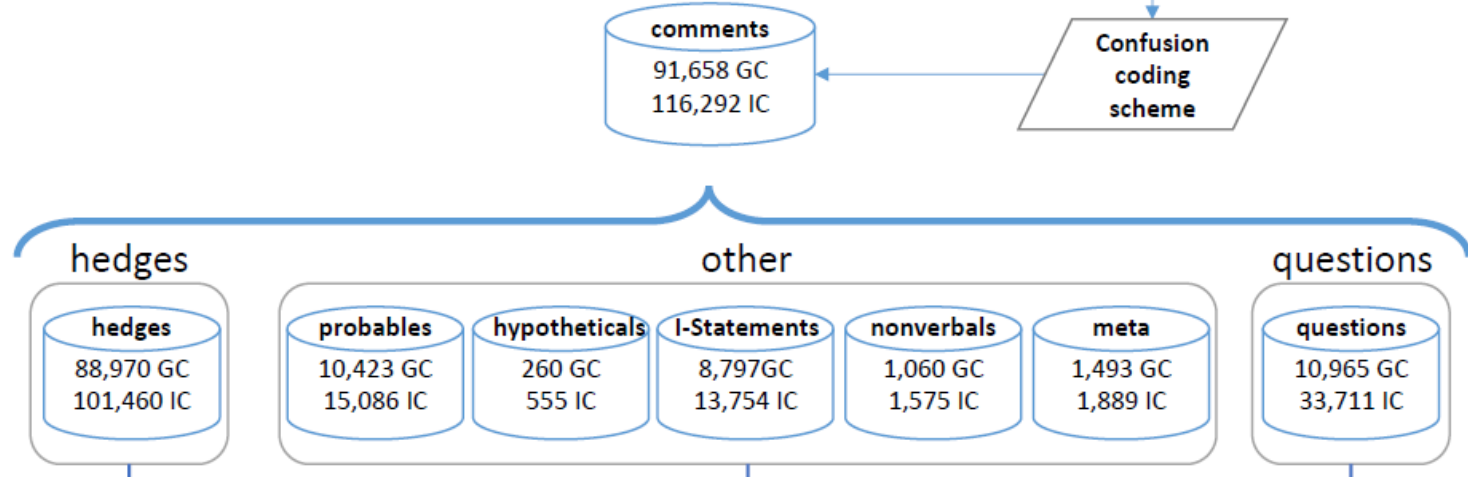 comments
91,658 GC
116,292 IC
Confusion
coding
scheme
hedges
other
questions
hedges
88,970 GC
101,460 IC
probables
10,423 GC
15,086 IC
hypotheticals
260 GC
555 IC
I-Statements
8,797GC
13,754 IC
nonverbals
1,060 GC
1,575 IC
meta
1,493 GC
1,889 IC
questions
10,965 GC
33,711 IC